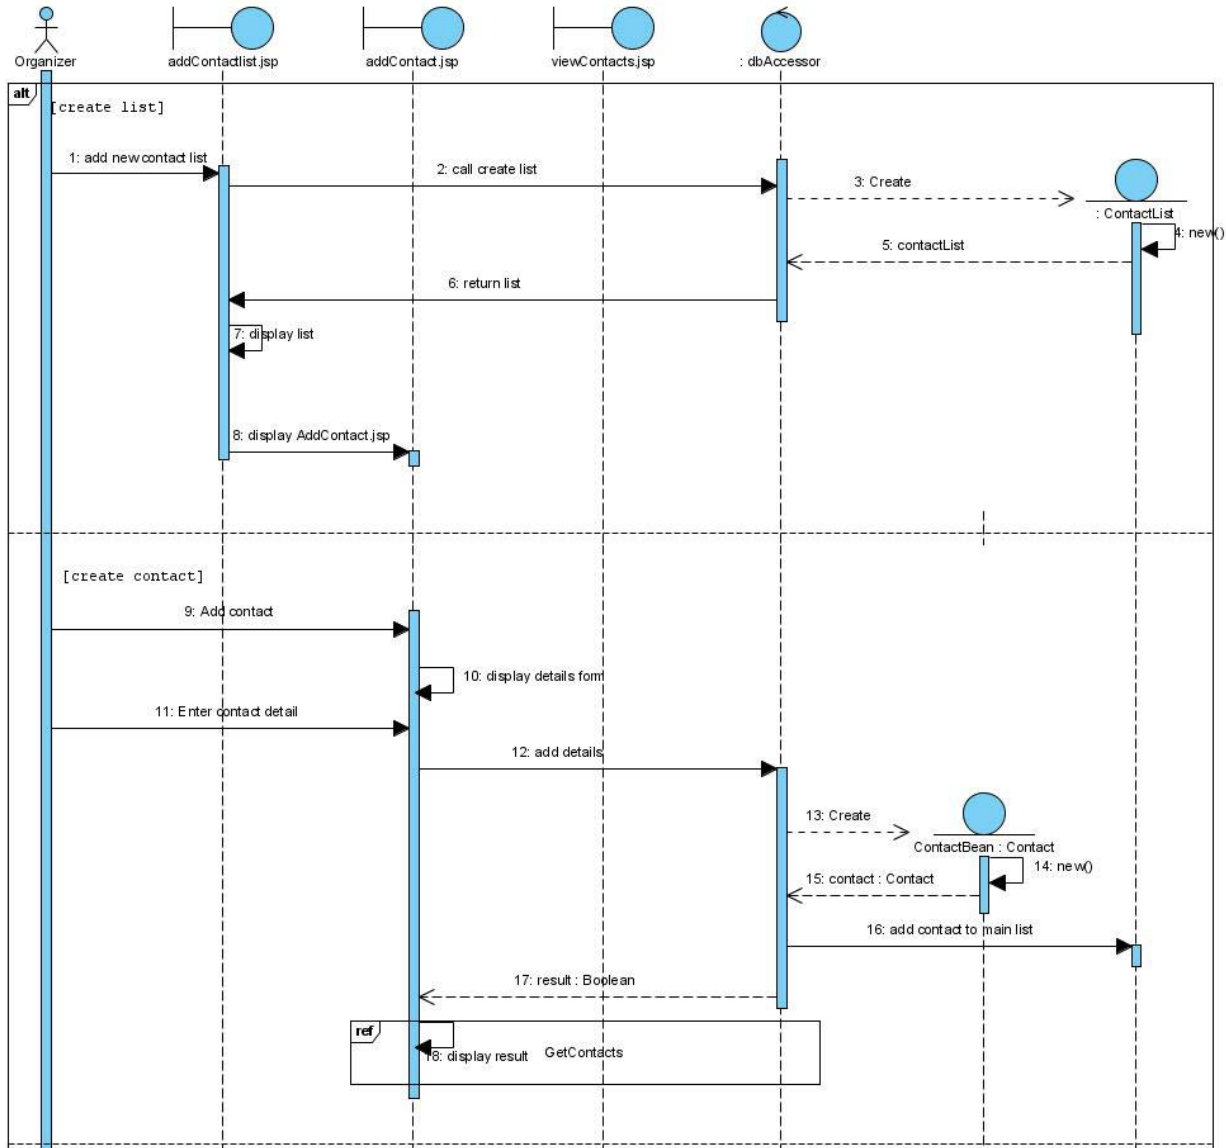 Organizer
addContactlist.jsp
addContact.jsp
viewContacts.jsp
: dbAccessor
alt
[create list]
1: add new contact list
2: call create list
3: Create
: ContactList
4: new()
5: contactList
6: return list
7: display list
8: display AddContact.jsp
[create contact]
9: Add contact
10: display details form
11: Enter contact detail
12: add details
13: Create
ContactBean : Contact
14: new()
15: contact : Contact
16: add contact to main list
17: result : Boolean
ref
18: display result
GetContacts